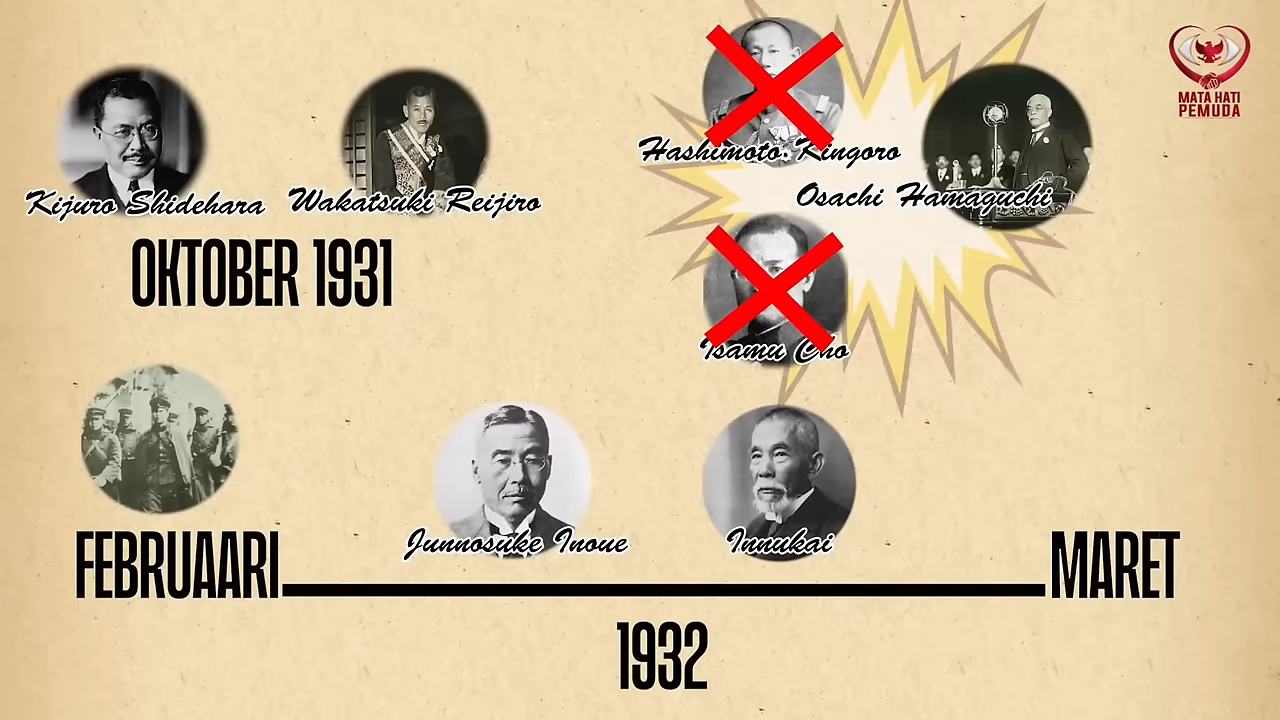 MATA HATI
PEMUDA
Hashimoto Kingoro
Kijuro Shidehara
Wakatsuki Reijiro
Osachi Hamaguchi
OKTOBER 1931
Isamu Cho
Junnosuke Inoue
Innukai
FEBRUAARI
MARET
1932